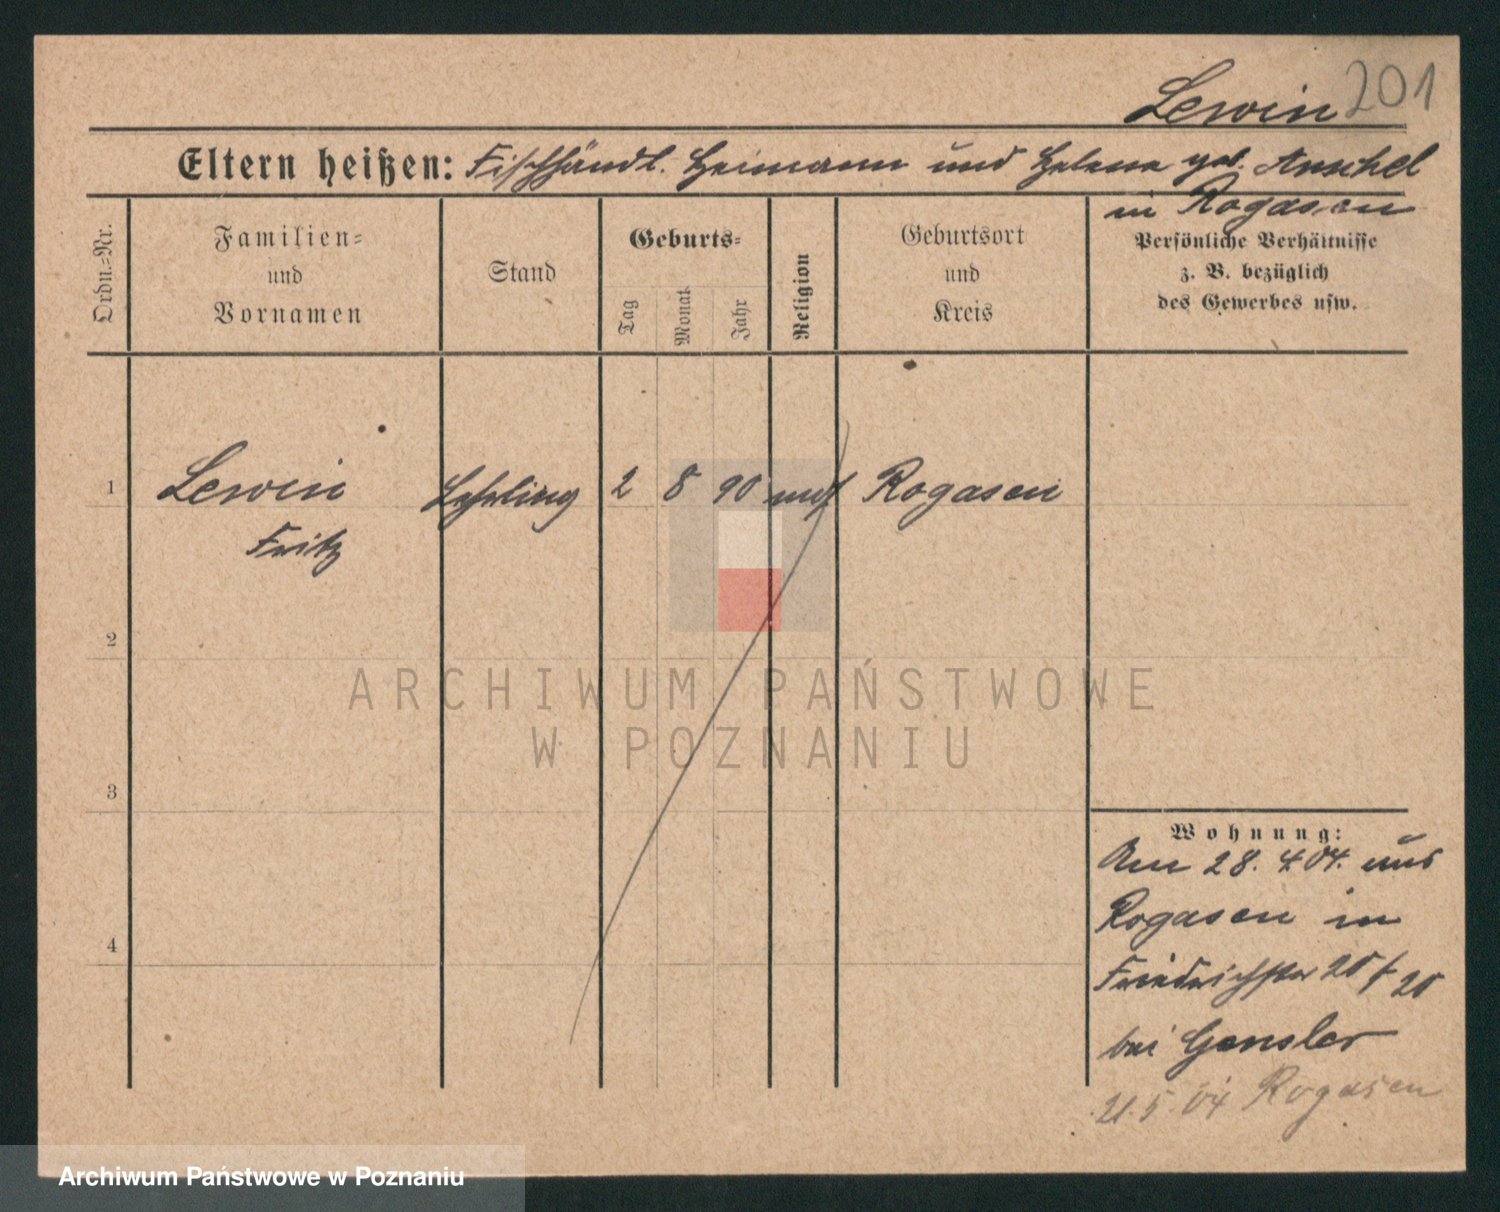 Lewin 201
Eltern heißen: Fischhändl. Heimann und Helene geb. Anschel
in Rogasen
Ordn.-Nr.
Familien-
und
Vornamen
Stand
Geburts-
Tag
Monat
Jahr
Religion
Geburtsort
und
Kreis
Persönliche Verhältnisse
z. B. bezüglich
des Gewerbes usw.
1 Lewin Lehrling 2 8 90 mos Rogasen
Fritz
2
3
4
Wohnung:
Am 28. 4. 04. aus
Rogasen in
Friedrichstr 20
bei Gensler
21. 5. 04 Rogasen
ARCHIWUM PAŃSTWOWE
W POZNANIU
Archiwum Państwowe w Poznaniu